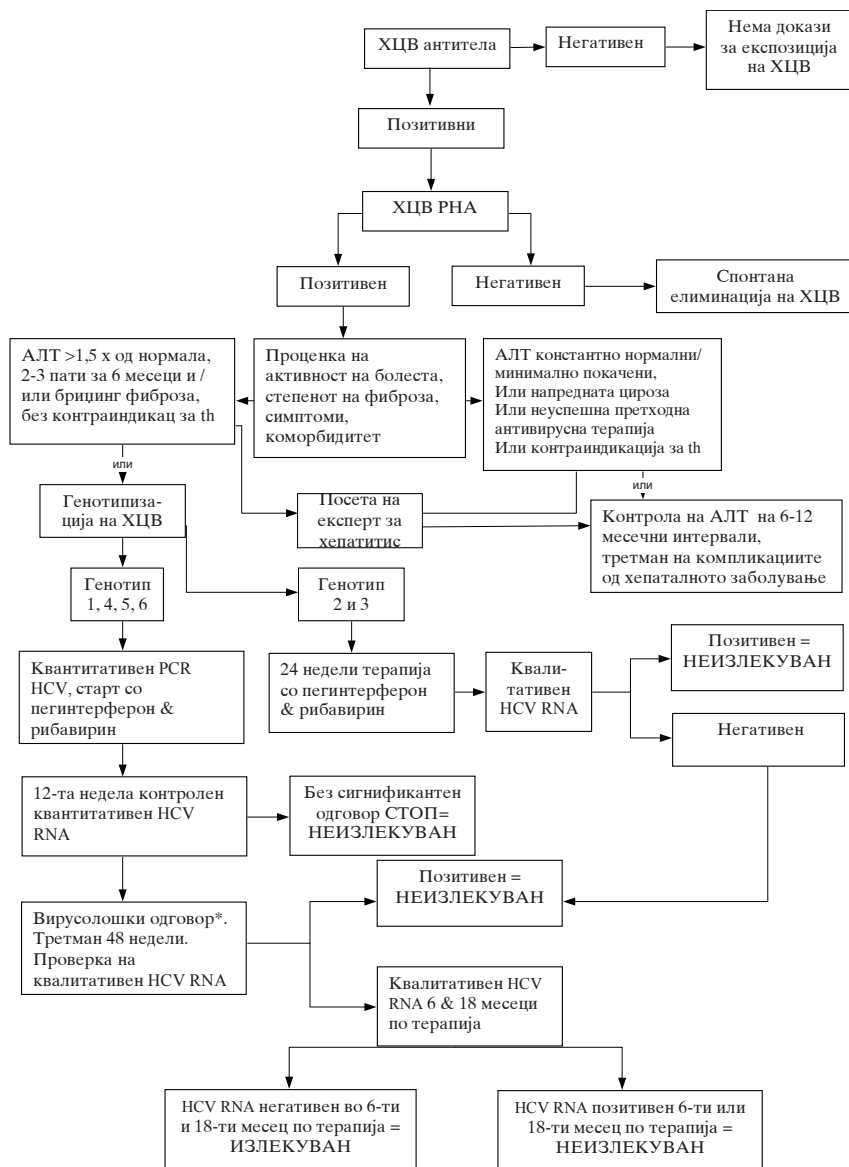 ХЦВ антитела
Негативен
Нема докази
за експозиција
на ХЦВ
Позитивни
ХЦВ РНА
Позитивен
Негативен
Спонтана
елиминација на ХЦВ
АЛТ >1,5 х од нормала,
2-3 пати за 6 месеци и /
или бриџинг фиброза,
без контраиндикац за th
Проценка на
активност на болеста,
степенот на фиброза,
симптоми,
коморбидитет
АЛТ константно нормални/
минимално покачени,
Или напредната цироза
Или неуспешна претходна
антивирусна терапија
Или контраиндикација за th
или
или
Генотипиза-
ција на ХЦВ
Посета на
експерт за
хепатитис
Контрола на АЛТ на 6-12
месечни интервали,
третман на компликациите
од хепаталното заболување
Генотип
1, 4, 5, 6
Генотип
2 и 3
Квантитативен PCR
HCV, старт со
пегинтерферон &
рибавирин
24 недели терапија
со пегинтерферон
& рибавирин
Квали-
тативен
HCV RNA
Позитивен =
НЕИЗЛЕКУВАН
Негативен
12-та недела контролен
квантитативен HCV
RNA
Без сигнификантен
одговор СТОП=
НЕИЗЛЕКУВАН
Вирусолошки одговор*.
Третман 48 недели.
Проверка на
квалитативен HCV RNA
Позитивен =
НЕИЗЛЕКУВАН
Квалитативен HCV
RNA 6 & 18 месеци
по терапија
HCV RNA негативен во 6-ти
и 18-ти месец по терапија =
ИЗЛЕКУВАН
HCV RNA позитивен 6-ти или
18-ти месец по терапија =
НЕИЗЛЕКУВАН